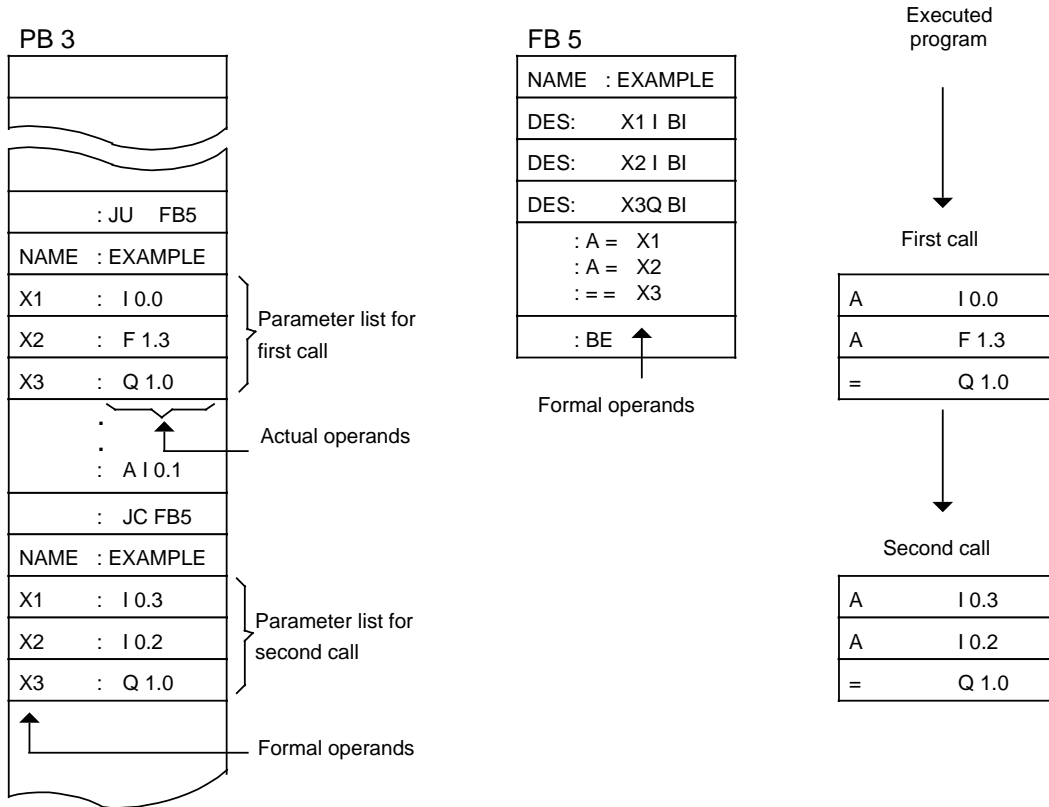 PB 3
: JU FB5
NAME : EXAMPLE
X1 : I 0.0
X2 : F 1.3
X3 : Q 1.0
.
.
: A I 0.1
: JC FB5
NAME : EXAMPLE
X1 : I 0.3
X2 : I 0.2
X3 : Q 1.0
Parameter list for
first call
Actual operands
Parameter list for
second call
Formal operands
FB 5
NAME : EXAMPLE
DES: X1 I BI
DES: X2 I BI
DES: X3Q BI
: A = X1
: A = X2
: = = X3
: BE
Formal operands
Executed
program
First call
A I 0.0
A F 1.3
= Q 1.0
Second call
A I 0.3
A I 0.2
= Q 1.0